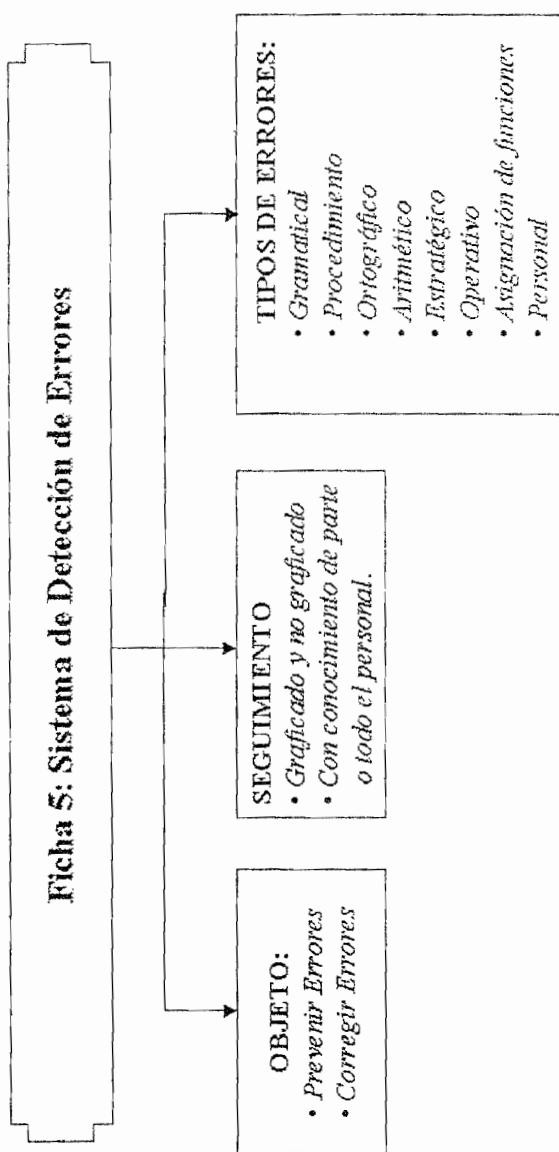 Ficha 5: Sistema de Detección de Errores
OBJETO:
• Prevenir Errores
• Corregir Errores
SEGUIMIENTO
• Graficado y no graficado
• Con conocimiento de parte
o todo el personal.
TIPOS DE ERRORES:
• Gramatical
• Procedimiento
• Ortográfico
• Aritmético
• Estratégico
• Operativo
• Asignación de funciones
• Personal